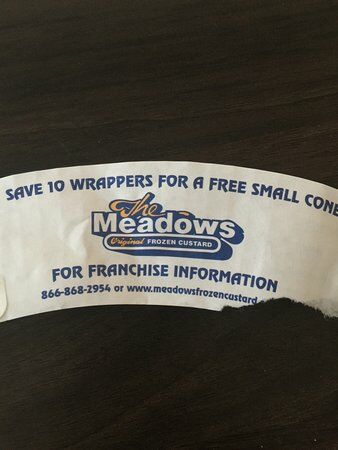 SAVE 10 WRAPPERS FOR A FREE SMALL CONE
The
Meadows
Original FROZEN CUSTARD
FOR FRANCHISE INFORMATION
866-868-2954 or www.meadowsfrozencustard.